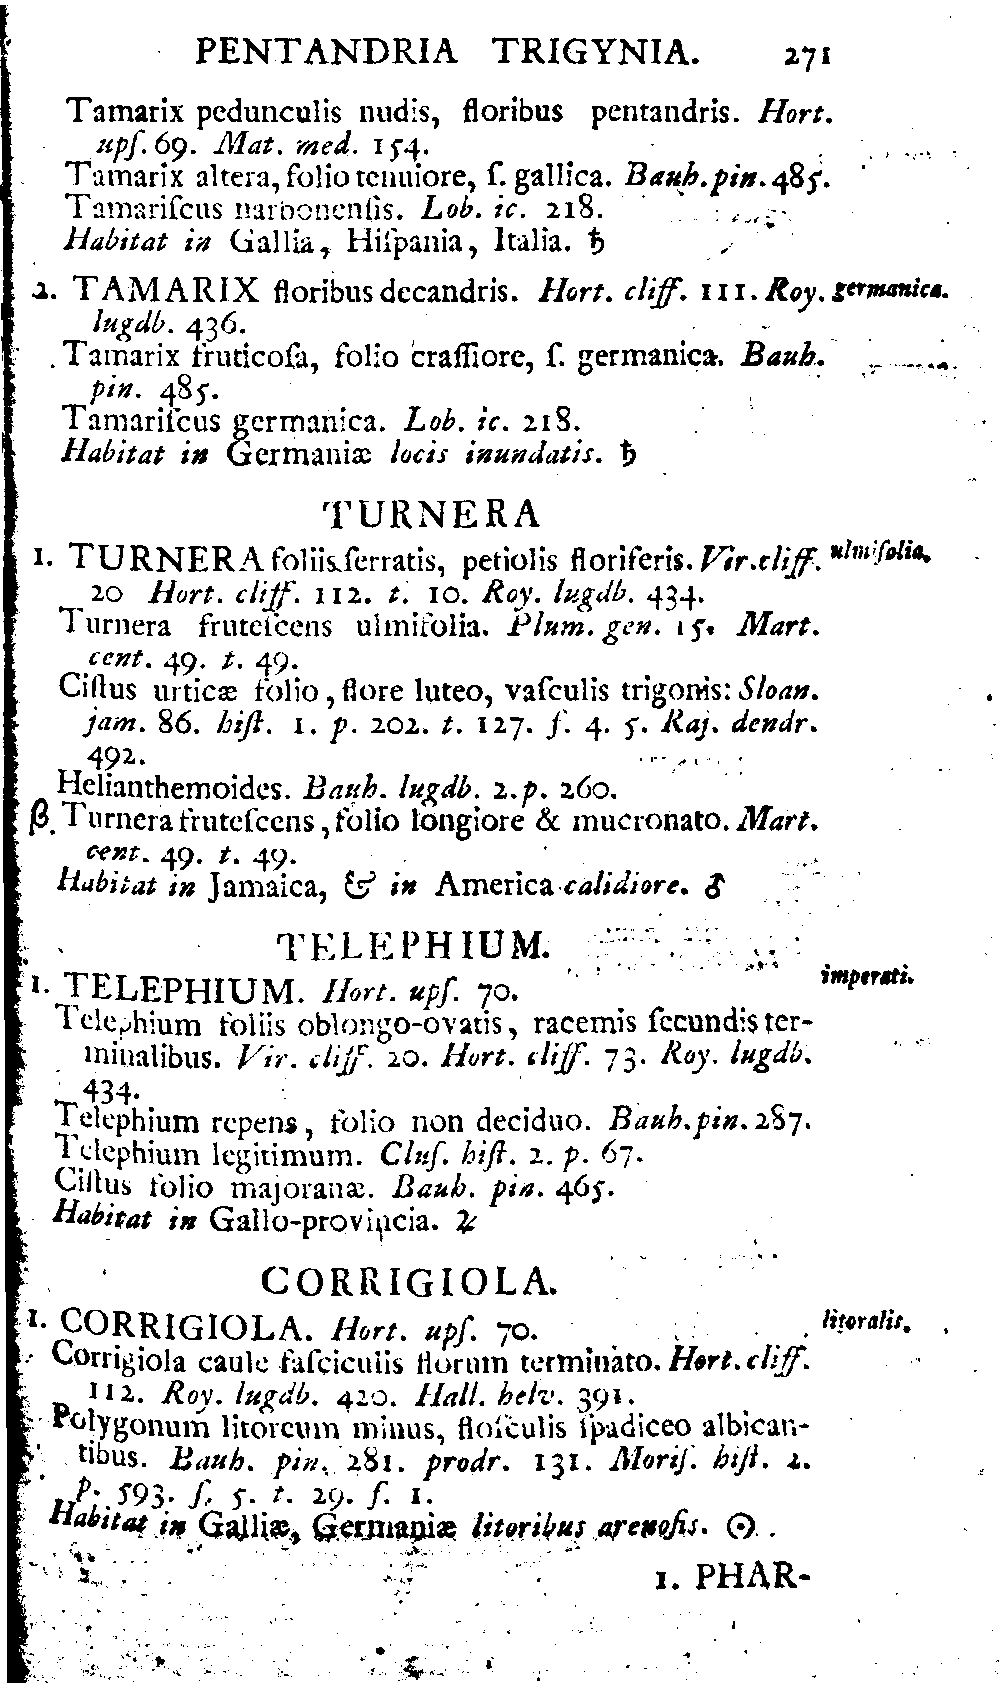 PENTANDRIA TRIGYNIA. 271
Tamarix pedunculis nudis, floribus pentandris. Hort.
upſ. 69. Mat. med. 154.
Tamarix altera, folio tenuiore, ſ. gallica. Bauh. pin. 485.
Tamariſcus narbonenſis. Lob. ic. 218.
Habitat in Gallia, Hiſpania, Italia. ♄
2. TAMARIX floribus decandris. Hort. cliff. 111. Roy. germanica.
lugdb. 436.
Tamarix fruticoſa, folio craſſiore, ſ. germanica. Bauh.
pin. 485.
Tamariſcus germanica. Lob. ic. 218.
Habitat in Germaniæ locis inundatis. ♄
TURNERA
1. TURNERA foliis ſerratis, petiolis floriferis. Vir. cliff. ulmifolia.
20 Hort. cliff. 112. t. 10. Roy. lugdb. 434.
Turnera fruteſcens ulmifolia. Plum. gen. 15. Mart.
cent. 49. t. 49.
Ciſtus urticæ folio, flore luteo, vaſculis trigonis: Sloan.
jam. 86. hiſt. 1. p. 202. t. 127. f. 4. 5. Raj. dendr.
492.
Helianthemoides. Bauh. lugdb. 2. p. 260.
β. Turnera fruteſcens, folio longiore & mucronato. Mart.
cent. 49. t. 49.
Habitat in Jamaica, & in America calidiore. ♂
TELEPHIUM.
1. TELEPHIUM. Hort. upſ. 70. imperati.
Telephium foliis oblongo-ovatis, racemis ſecundis ter-
minalibus. Vir. cliff. 20. Hort. cliff. 73. Roy. lugdb.
434.
Telephium repens, folio non deciduo. Bauh. pin. 287.
Telephium legitimum. Cluſ. hiſt. 2. p. 67.
Ciſtus folio majoranæ. Bauh. pin. 465.
Habitat in Gallo-provincia. ♃
CORRIGIOLA.
1. CORRIGIOLA. Hort. upſ. 70. litoralis.
Corrigiola caule faſciculis florum terminato. Hort. cliff.
112. Roy. lugdb. 420. Hall. helv. 391.
Polygonum litoreum minus, floſculis ſpadiceo albican-
tibus. Bauh. pin. 281. prodr. 131. Moriſ. hiſt. 2.
p. 593. ſ. 5. t. 29. f. 1.
Habitat in Galliæ, Germaniæ litoribus arenoſis. ☉.
1. PHAR-